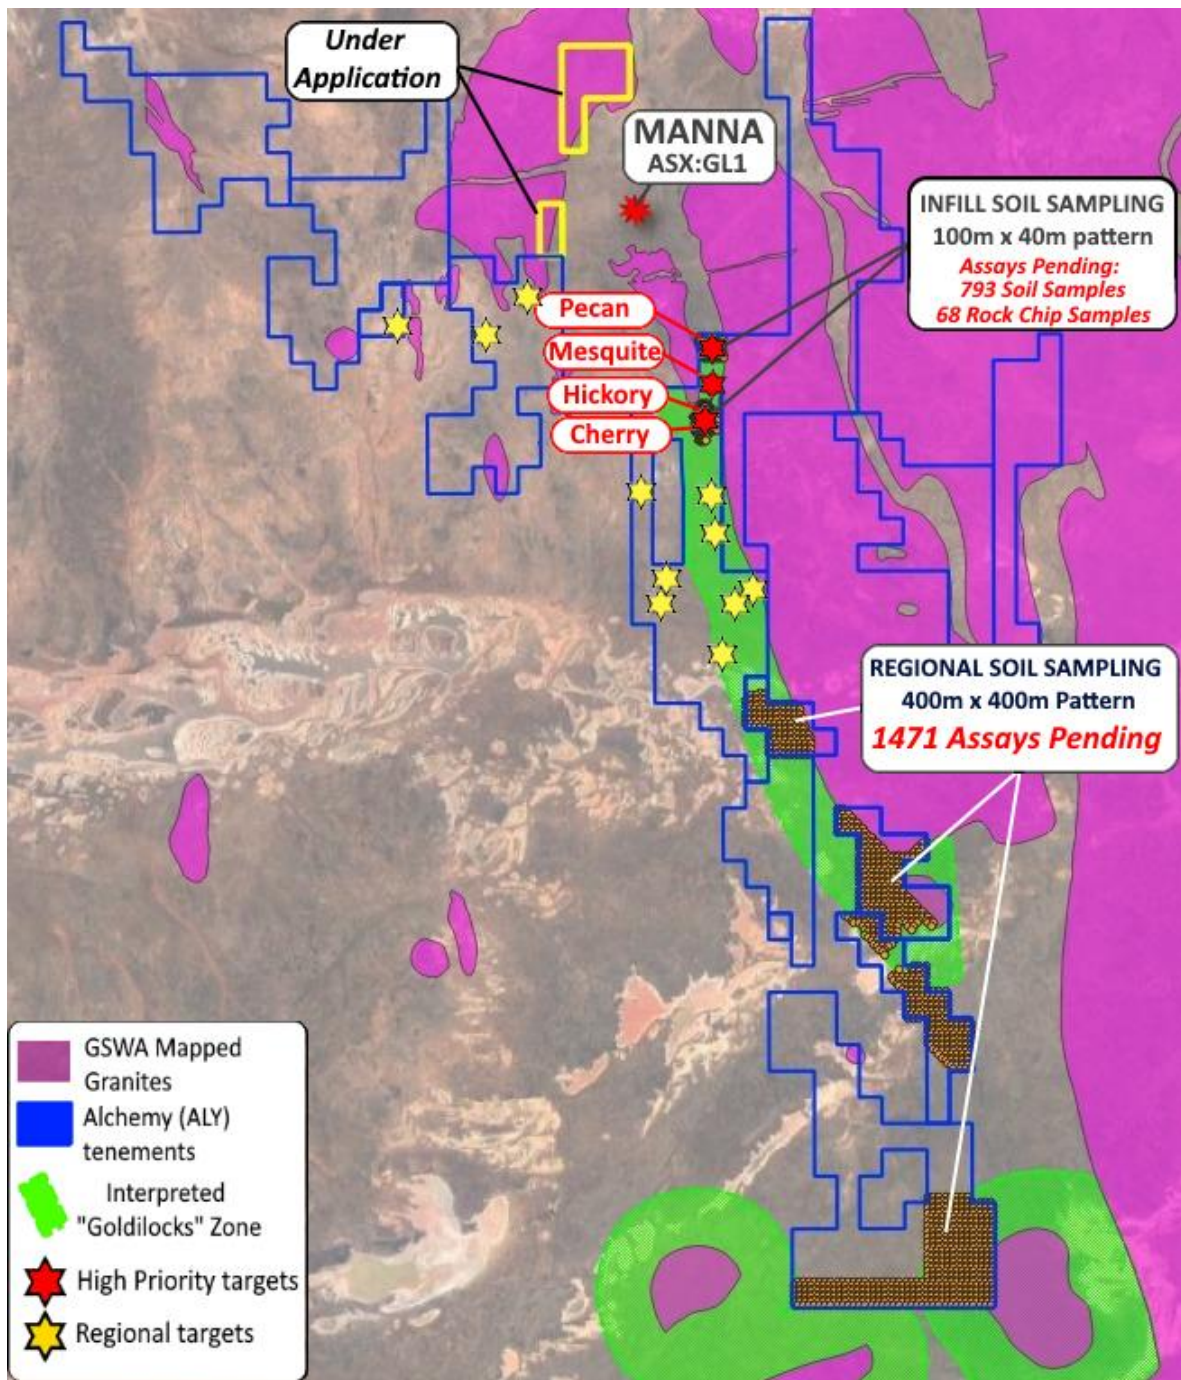 Under
Application
MANNA
ASX:GL1
INFILL SOIL SAMPLING
100m x 40m pattern
Assays Pending:
793 Soil Samples
68 Rock Chip Samples
Pecan
Mesquite
Hickory
Cherry
REGIONAL SOIL SAMPLING
400m x 400m Pattern
1471 Assays Pending
GSWA Mapped
Granites
Alchemy (ALY)
tenements
Interpreted
"Goldilocks" Zone
High Priority targets
Regional targets